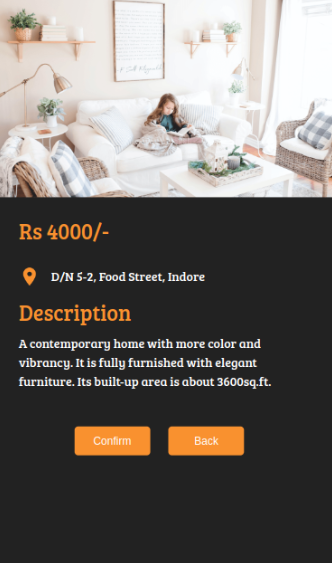 Rs 4000/-
D/N 5-2, Food Street, Indore
Description
A contemporary home with more color and
vibrancy. It is fully furnished with elegant
furniture. Its built-up area is about 3600sq.ft.
Confirm
Back